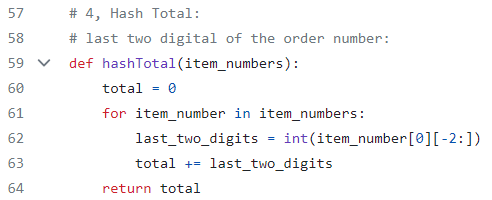 57 # 4, Hash Total:
58 # last two digital of the order number:
59 def hashTotal(item_numbers):
60     total = 0
61     for item_number in item_numbers:
62         last_two_digits = int(item_number[0][-2:])
63         total += last_two_digits
64     return total